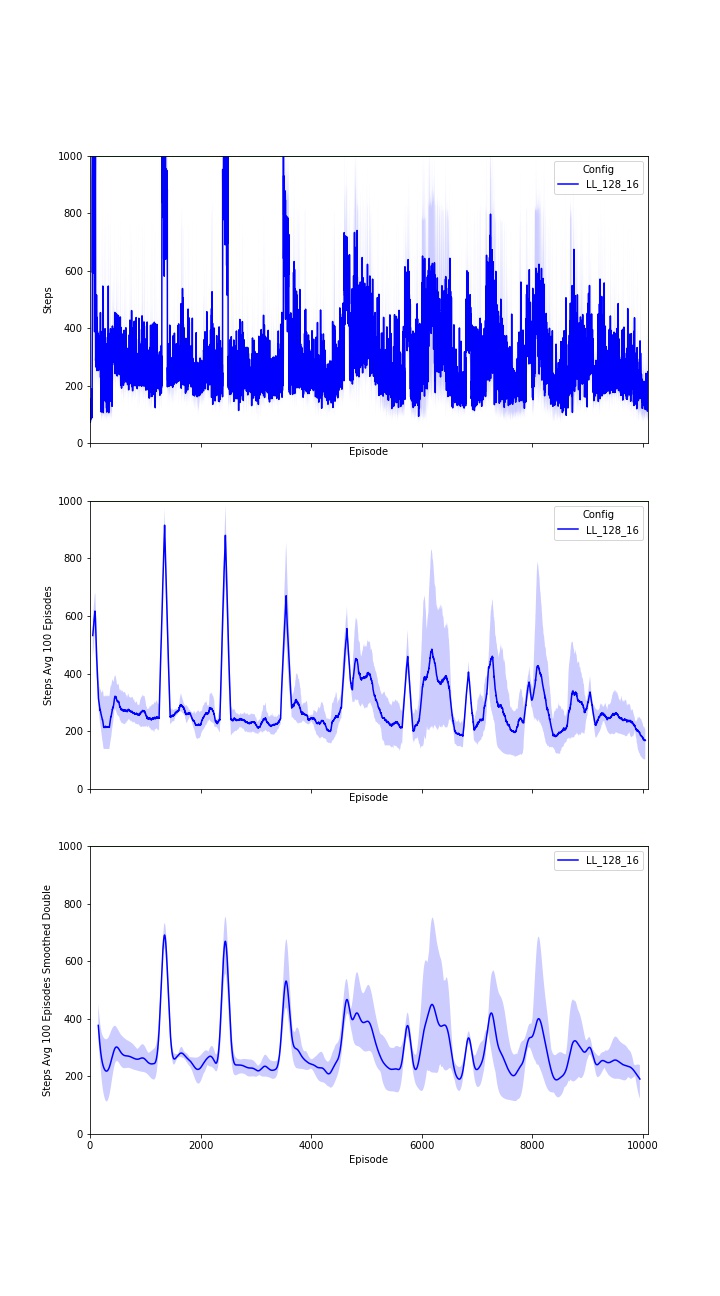 1000
800
600
400
200
0
Steps
Config
LL_128_16
Episode
1000
800
600
400
200
0
Steps Avg 100 Episodes
Config
LL_128_16
Episode
1000
800
600
400
200
0
Steps Avg 100 Episodes Smoothed Double
LL_128_16
0 2000 4000 6000 8000 10000
Episode